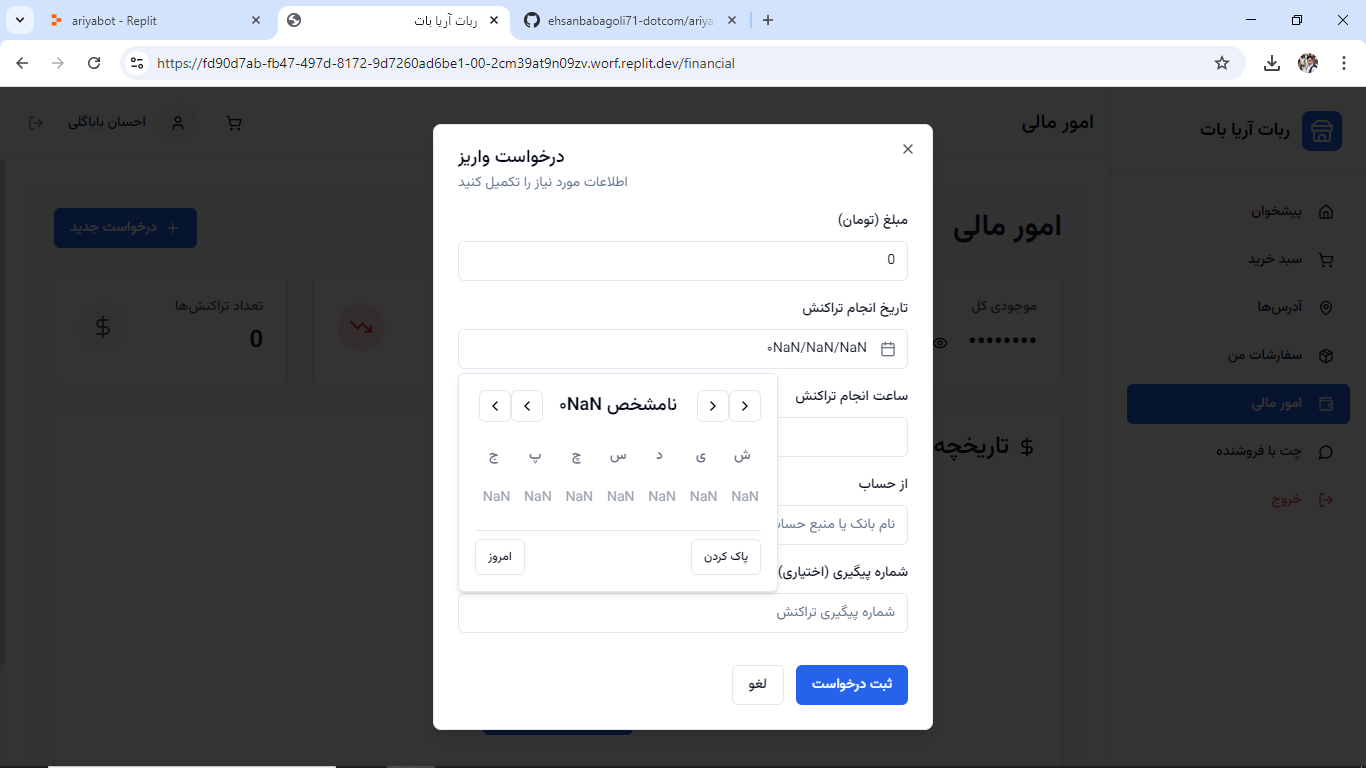 ariyabot - Replit
ربات آریا بات
ehsanbabagoli71-dotcom/ariya
https://fd90d7ab-fb47-497d-8172-9d7260ad6be1-00-2cm39at9n09zv.worf.replit.dev/financial
ربات آریا بات
امور مالی
احسان باباگلی
پیشخوان
سبد خرید
آدرس‌ها
سفارشات من
امور مالی
چت با فروشنده
خروج
امور مالی
درخواست جدید
موجودی کل
••••••••
تعداد تراکنش‌ها
0
تاریخچه
درخواست واریز
اطلاعات مورد نیاز را تکمیل کنید
مبلغ (تومان)
0
تاریخ انجام تراکنش
۰NaN/NaN/NaN
نامشخص ۰NaN
ش ی د س چ پ ج
NaN NaN NaN NaN NaN NaN NaN
پاک کردن
امروز
ساعت انجام تراکنش
از حساب
نام بانک یا منبع حساب
شماره پیگیری (اختیاری)
شماره پیگیری تراکنش
ثبت درخواست
لغو